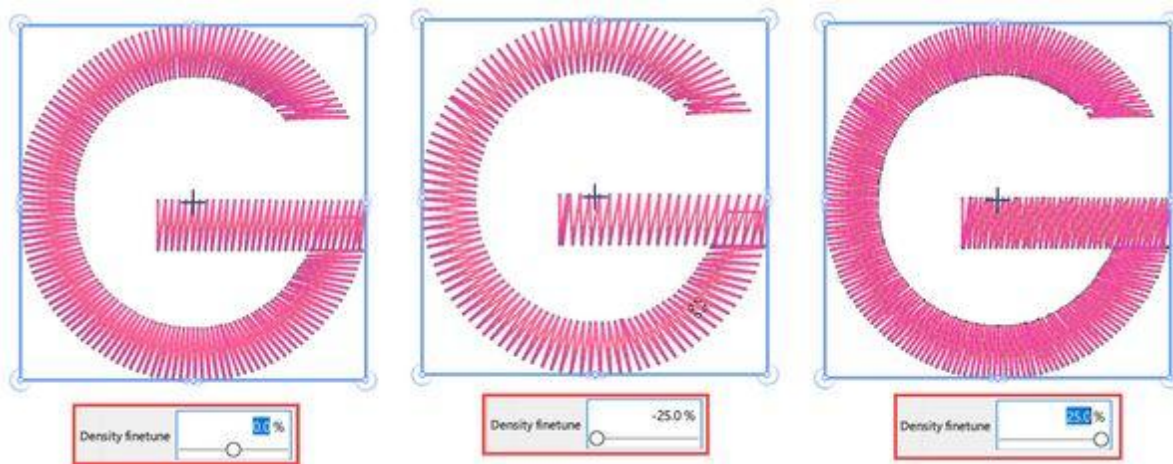 G G G
Density finetune 0.0 %
Density finetune -25.0 %
Density finetune 25.0 %